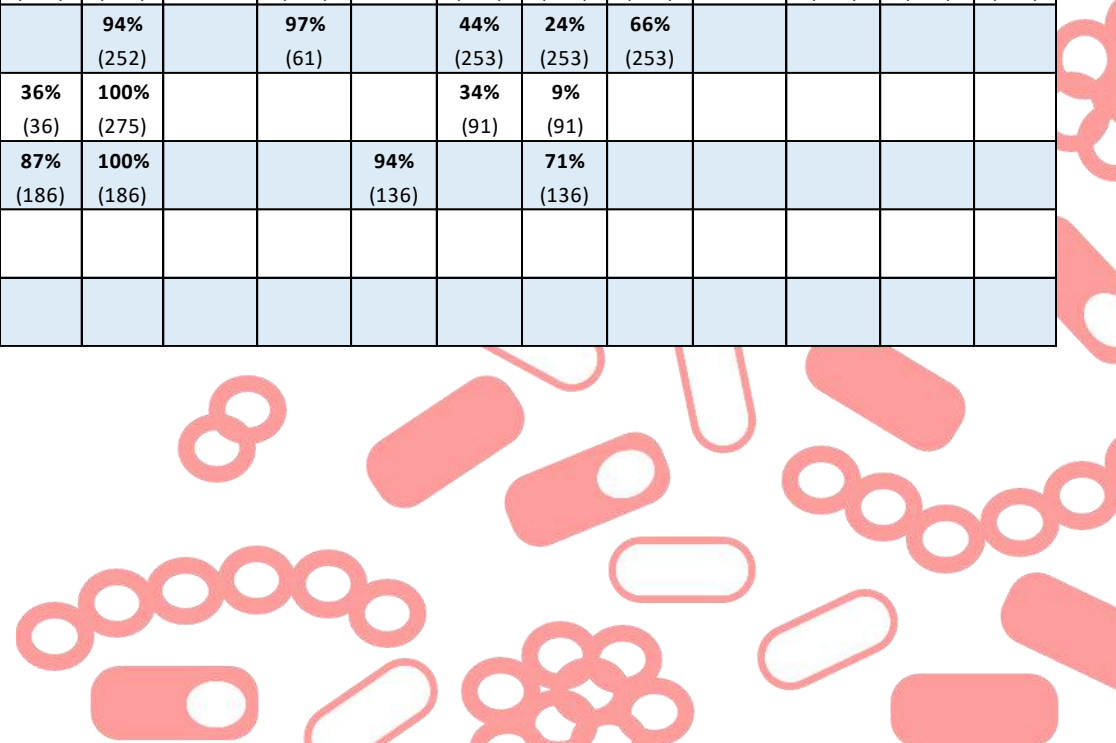 94% 97% 44% 24% 66%
(252) (61) (253) (253) (253)
36% 100% 34% 9%
(36) (275) (91) (91)
87% 100% 94% 71%
(186) (186) (136) (136)